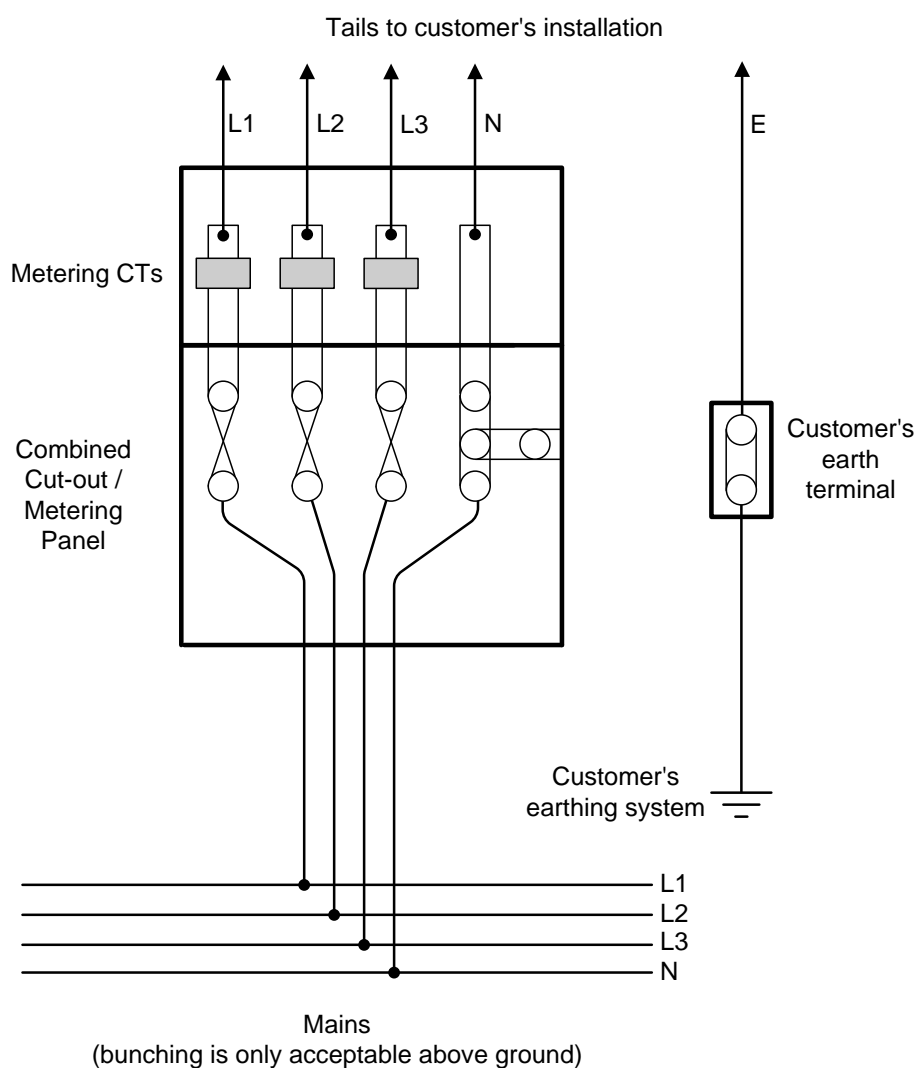 Tails to customer's installation
L1
L2
L3
N
E
Metering CTs
Combined
Cut-out /
Metering
Panel
Customer's
earth
terminal
Customer's
earthing system
L1
L2
L3
N
Mains
(bunching is only acceptable above ground)